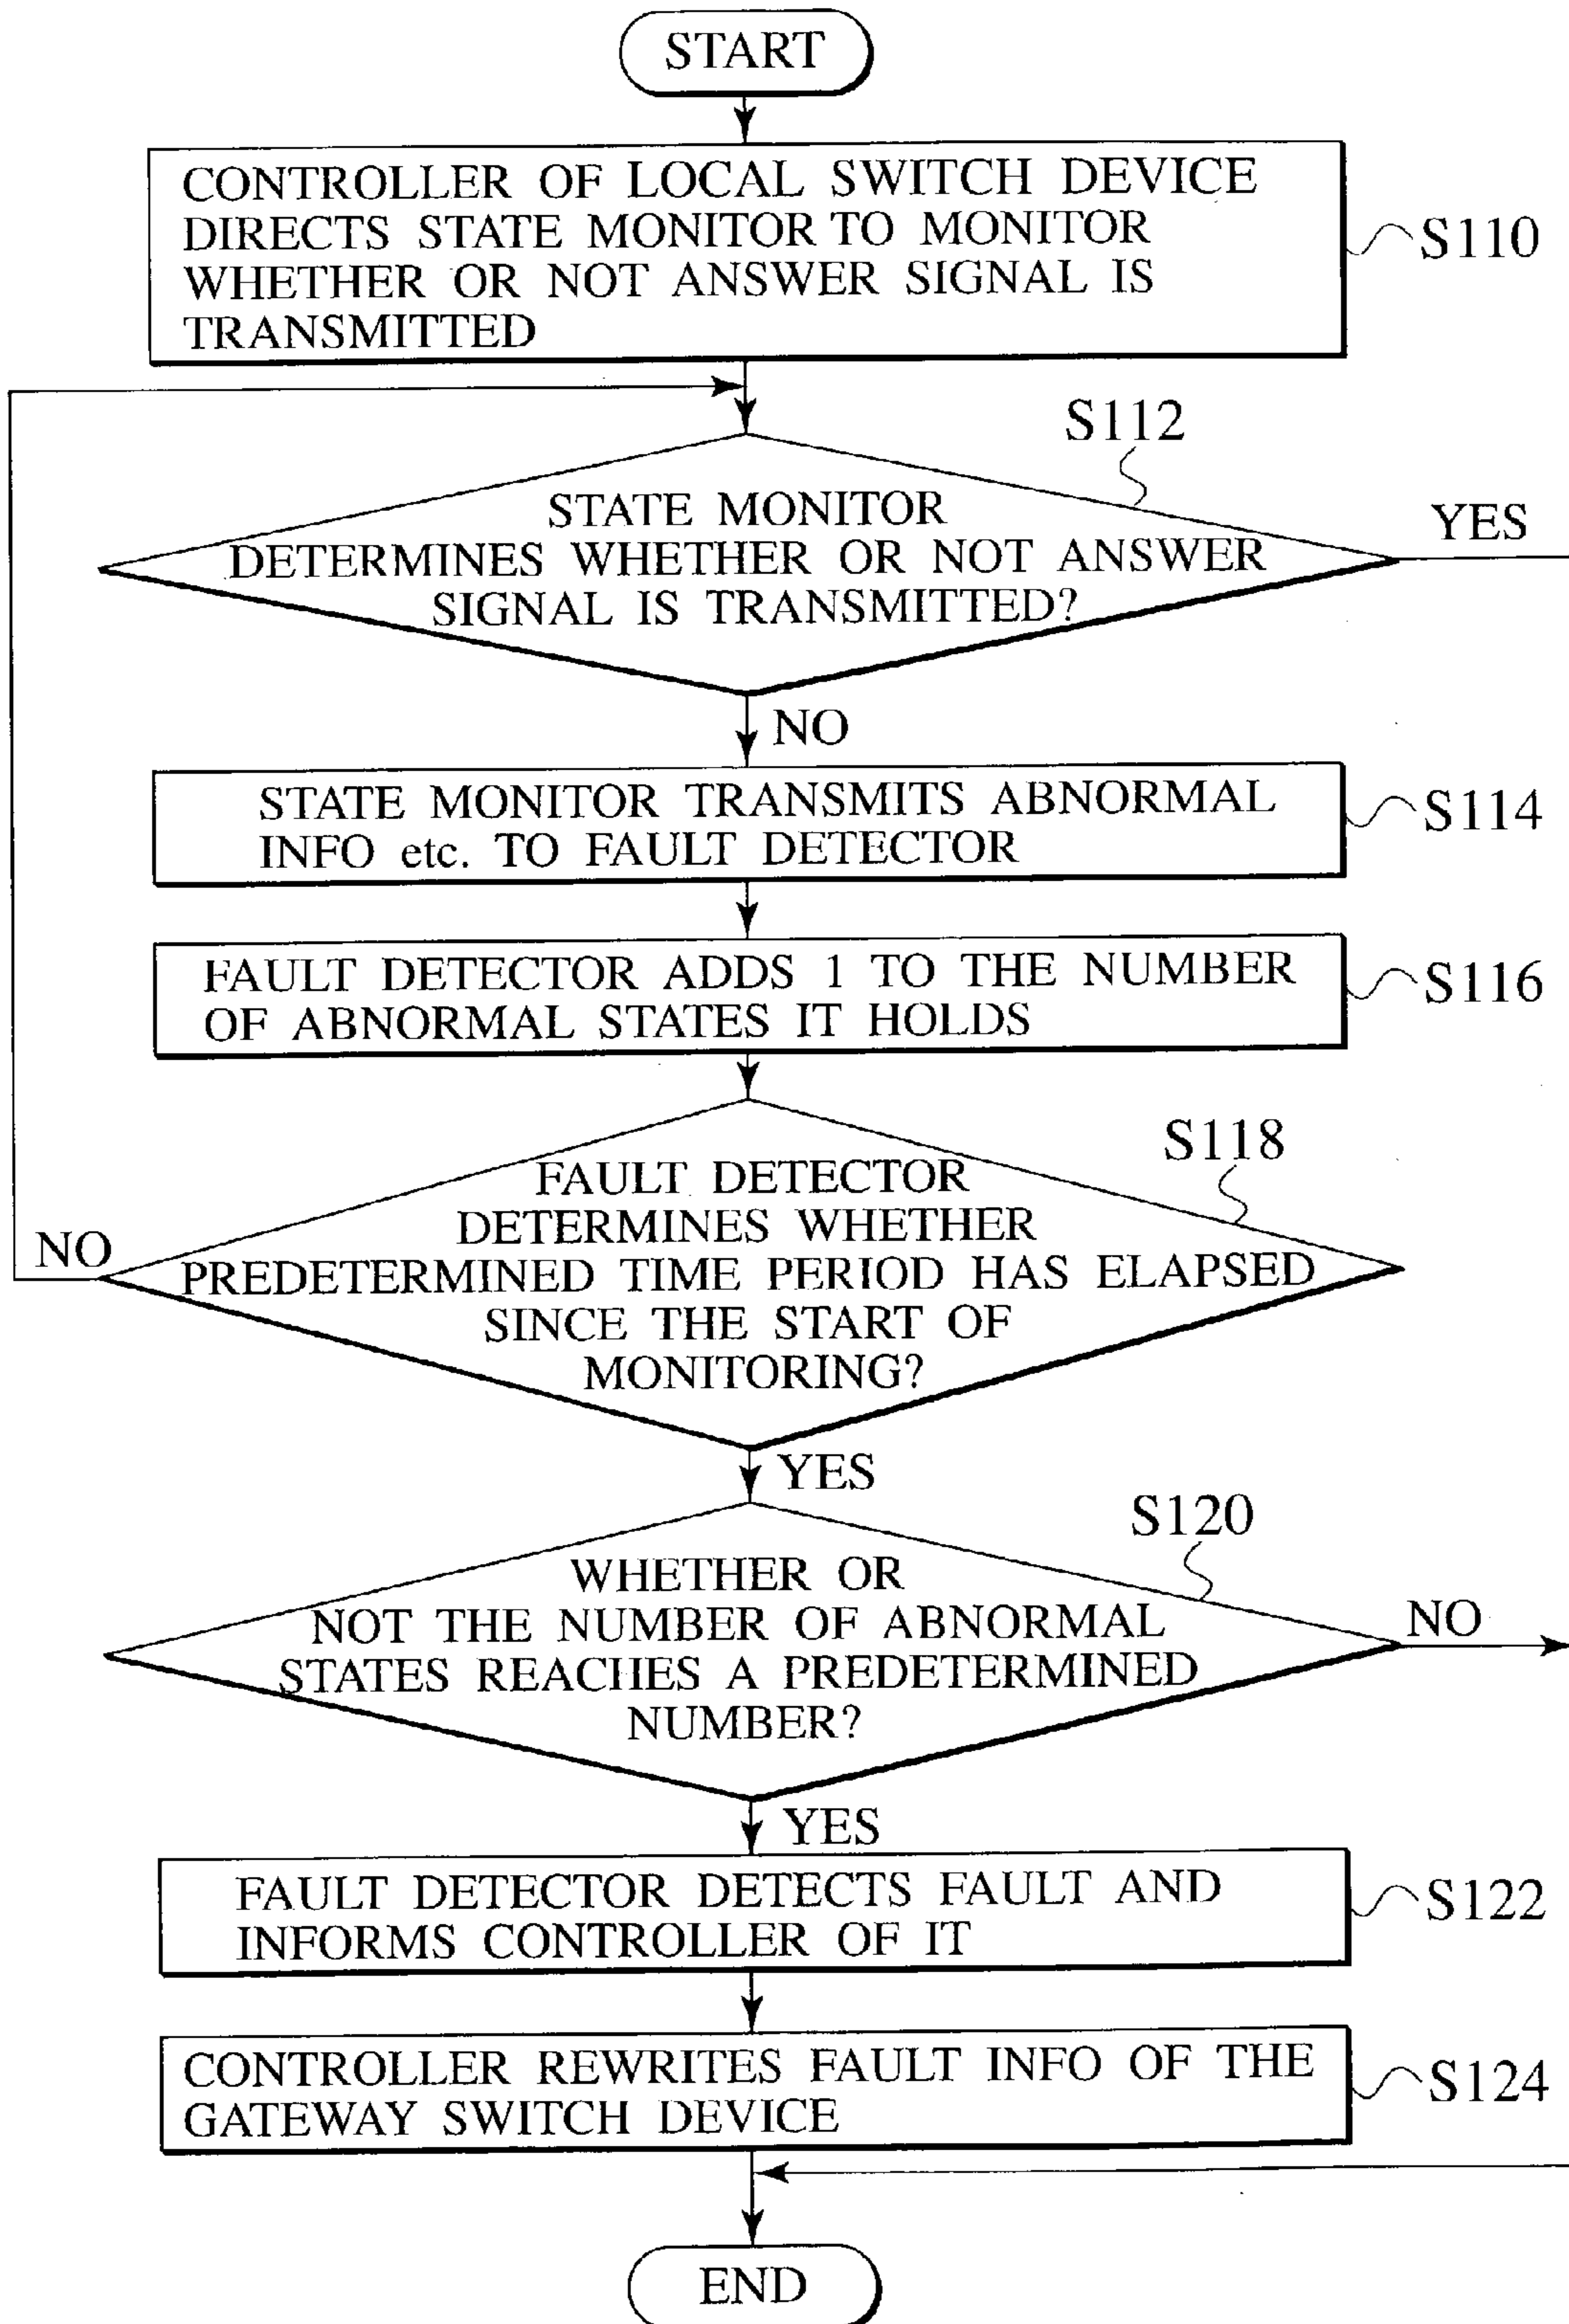 START
CONTROLLER OF LOCAL SWITCH DEVICE
DIRECTS STATE MONITOR TO MONITOR
WHETHER OR NOT ANSWER SIGNAL IS
TRANSMITTED
S110
S112
STATE MONITOR
DETERMINES WHETHER OR NOT ANSWER
SIGNAL IS TRANSMITTED?
YES
NO
STATE MONITOR TRANSMITS ABNORMAL
INFO etc. TO FAULT DETECTOR
S114
FAULT DETECTOR ADDS 1 TO THE NUMBER
OF ABNORMAL STATES IT HOLDS
S116
S118
FAULT DETECTOR
DETERMINES WHETHER
PREDETERMINED TIME PERIOD HAS ELAPSED
SINCE THE START OF
MONITORING?
NO
YES
S120
WHETHER OR
NOT THE NUMBER OF ABNORMAL
STATES REACHES A PREDETERMINED
NUMBER?
NO
YES
FAULT DETECTOR DETECTS FAULT AND
INFORMS CONTROLLER OF IT
S122
CONTROLLER REWRITES FAULT INFO OF THE
GATEWAY SWITCH DEVICE
S124
END